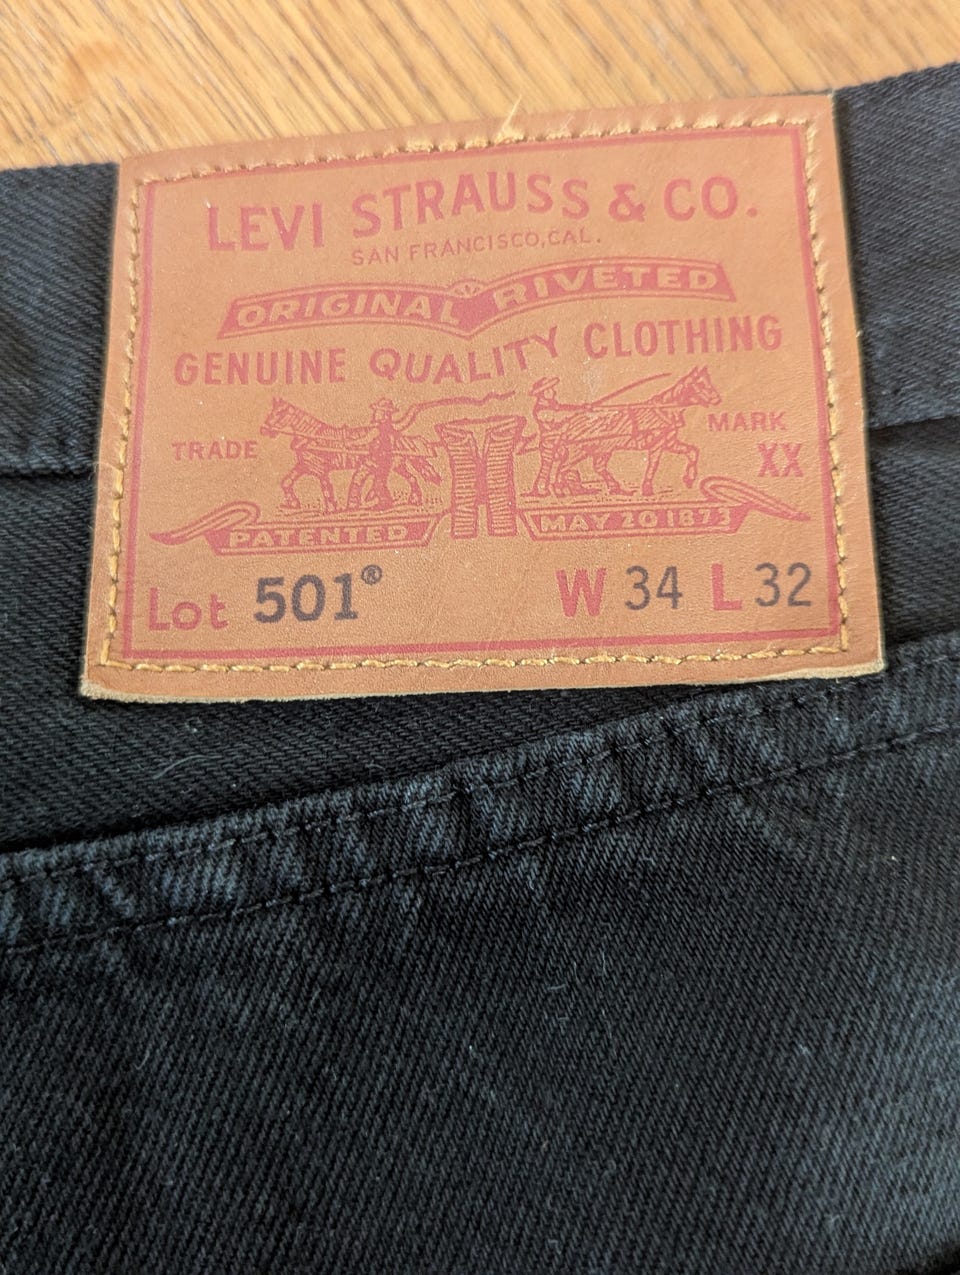 LEVI STRAUSS & CO.
SAN FRANCISCO, CAL.
ORIGINAL RIVETED
GENUINE QUALITY CLOTHING
TRADE MARK
XX
PATENTED MAY 20 1873
Lot 501® W 34 L 32